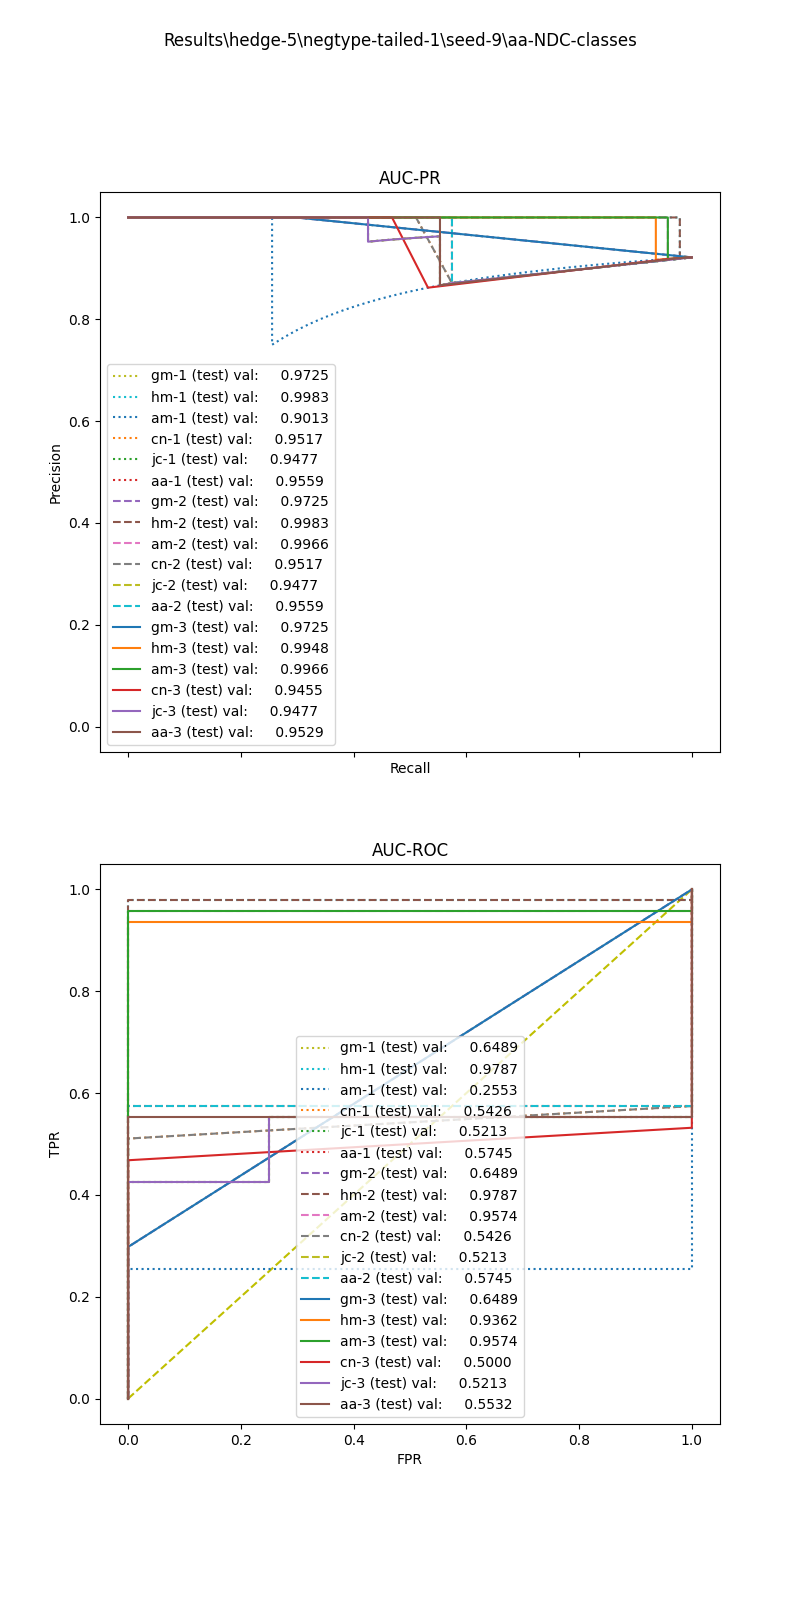 Results\hedge-5\negtype-tailed-1\seed-9\aa-NDC-classes
AUC-PR
1.0
0.8
0.6
0.4
0.2
0.0
Precision
gm-1 (test) val: 0.9725
hm-1 (test) val: 0.9983
am-1 (test) val: 0.9013
cn-1 (test) val: 0.9517
jc-1 (test) val: 0.9477
aa-1 (test) val: 0.9559
gm-2 (test) val: 0.9725
hm-2 (test) val: 0.9983
am-2 (test) val: 0.9966
cn-2 (test) val: 0.9517
jc-2 (test) val: 0.9477
aa-2 (test) val: 0.9559
gm-3 (test) val: 0.9725
hm-3 (test) val: 0.9948
am-3 (test) val: 0.9966
cn-3 (test) val: 0.9455
jc-3 (test) val: 0.9477
aa-3 (test) val: 0.9529
Recall
AUC-ROC
1.0
0.8
0.6
0.4
0.2
0.0
TPR
gm-1 (test) val: 0.6489
hm-1 (test) val: 0.9787
am-1 (test) val: 0.2553
cn-1 (test) val: 0.5426
jc-1 (test) val: 0.5213
aa-1 (test) val: 0.5745
gm-2 (test) val: 0.6489
hm-2 (test) val: 0.9787
am-2 (test) val: 0.9574
cn-2 (test) val: 0.5426
jc-2 (test) val: 0.5213
aa-2 (test) val: 0.5745
gm-3 (test) val: 0.6489
hm-3 (test) val: 0.9362
am-3 (test) val: 0.9574
cn-3 (test) val: 0.5000
jc-3 (test) val: 0.5213
aa-3 (test) val: 0.5532
0.0 0.2 0.4 0.6 0.8 1.0
FPR